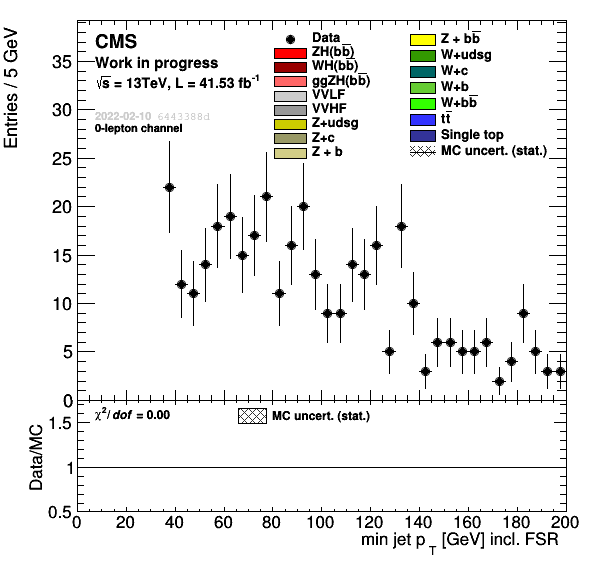 CMS
Work in progress
√s = 13TeV, L = 41.53 fb⁻¹
2022-02-10 6443388d
0-lepton channel
Data
ZH(bb̅)
WH(bb̅)
ggZH(bb̅)
VVLF
VVHF
Z+udsg
Z+c
Z + b
Z + bb̅
W+udsg
W+c
W+b
W+bb̅
tt̅
Single top
MC uncert. (stat.)
Entries / 5 GeV
35
30
25
20
15
10
5
0
χ²/dof = 0.00
MC uncert. (stat.)
Data/MC
1.5
1
0.5
0 20 40 60 80 100 120 140 160 180 200
min jet p_T [GeV] incl. FSR